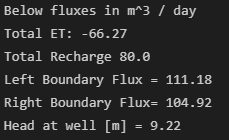 Below fluxes in m^3 / day
Total ET: -66.27
Total Recharge 80.0
Left Boundary Flux = 111.18
Right Boundary Flux= 104.92
Head at well [m] = 9.22